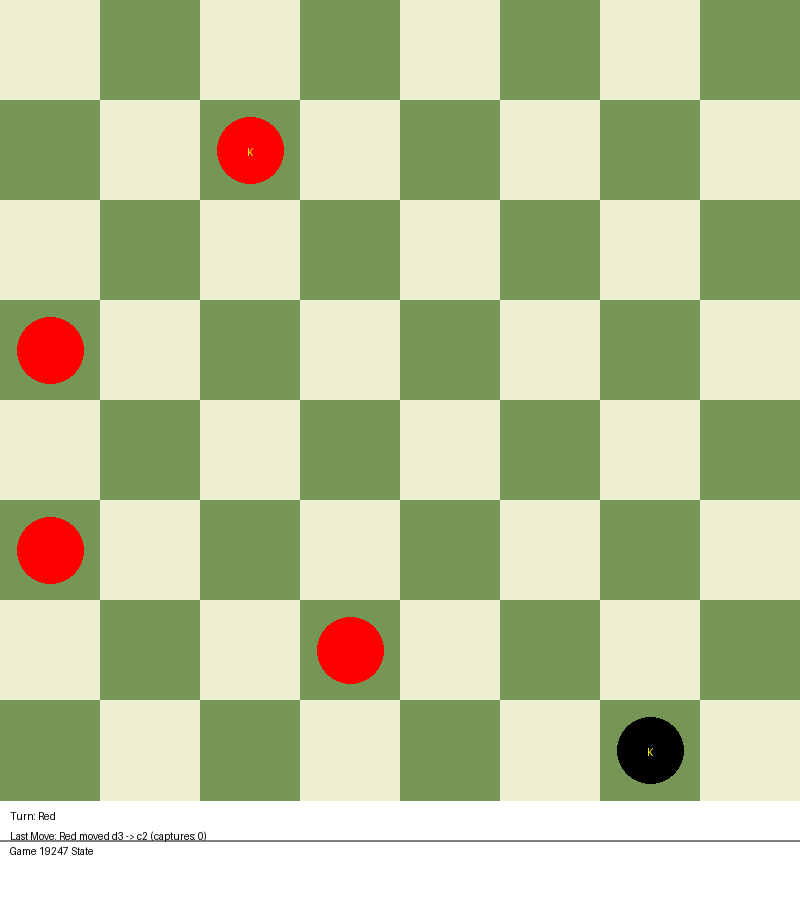 K
K
Turn: Red
Last Move: Red moved d3 -> c2 (captures: 0)
Game 19247 State